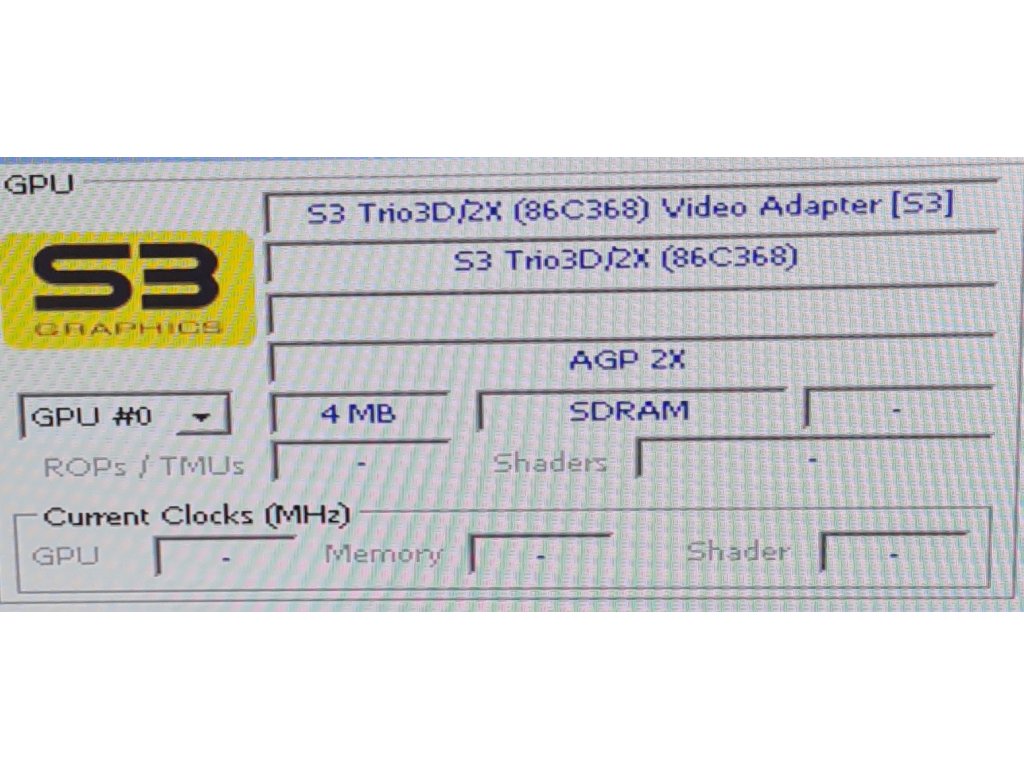 GPU
S3 Trio3D/2X (86C368) Video Adapter [S3]
S3
GRAPHICS
S3 Trio3D/2X (86C368)
AGP 2X
GPU #0
4 MB
SDRAM
-
ROPs / TMUs
-
Shaders
-
Current Clocks (MHz)
GPU
-
Memory
-
Shader
-